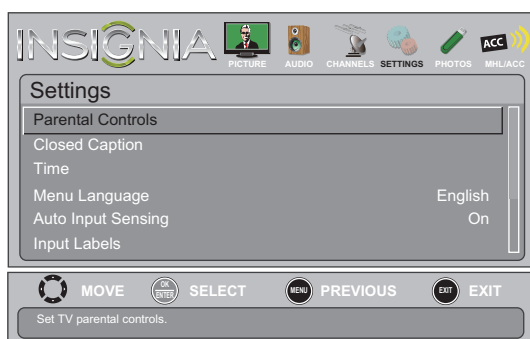 INSIGNIA
PICTURE AUDIO CHANNELS SETTINGS PHOTOS MHL/ACC
ACC
Settings
Parental Controls
Closed Caption
Time
Menu Language English
Auto Input Sensing On
Input Labels
MOVE OK ENTER SELECT MENU PREVIOUS EXIT EXIT
Set TV parental controls.